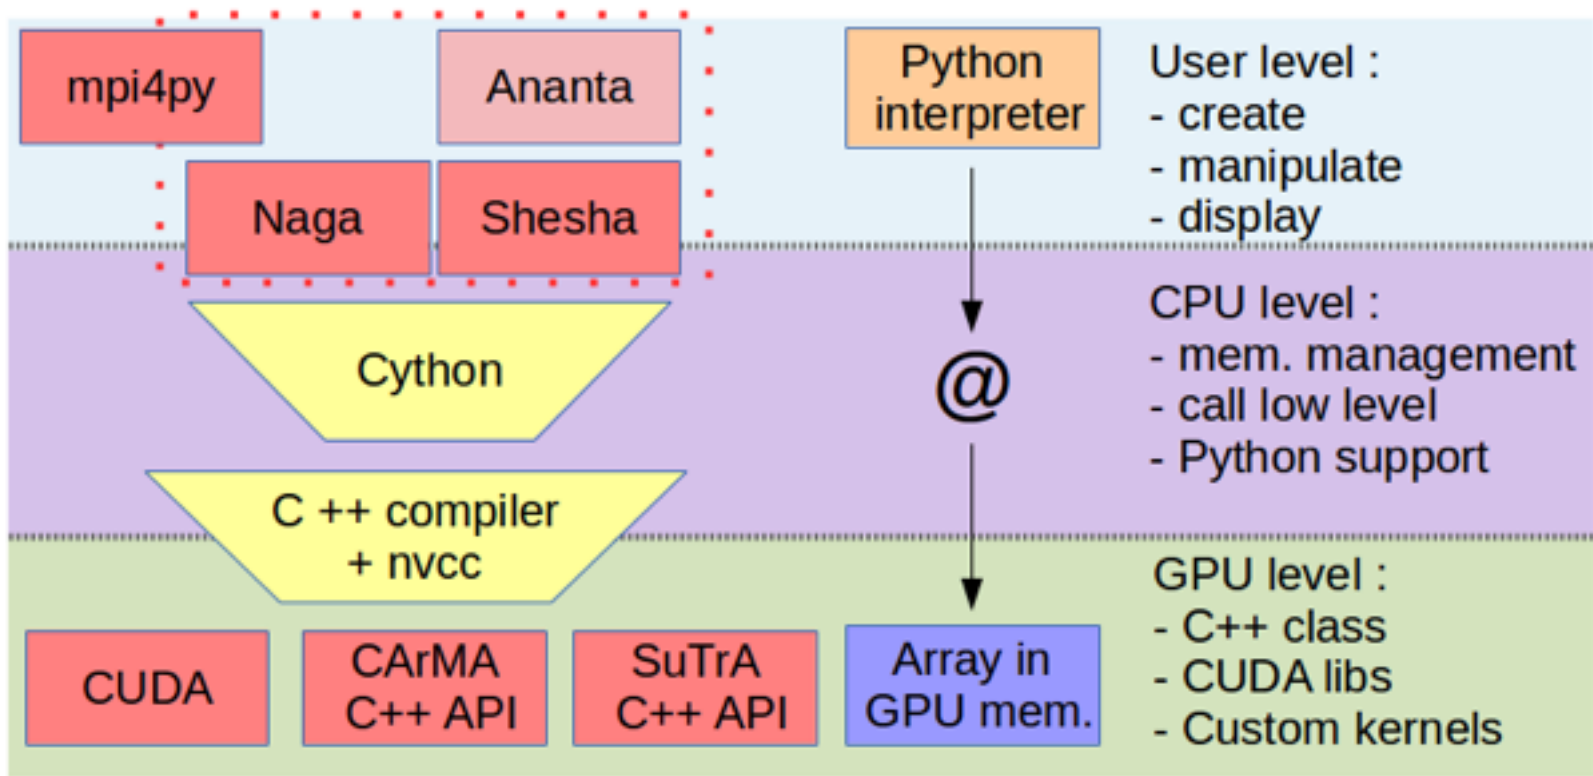 mpi4py
Ananta
Naga
Shesha
Cython
C ++ compiler
+ nvcc
CUDA
CArMA
C++ API
SuTrA
C++ API
Python
interpreter
@
Array in
GPU mem.
User level :
- create
- manipulate
- display
CPU level :
- mem. management
- call low level
- Python support
GPU level :
- C++ class
- CUDA libs
- Custom kernels